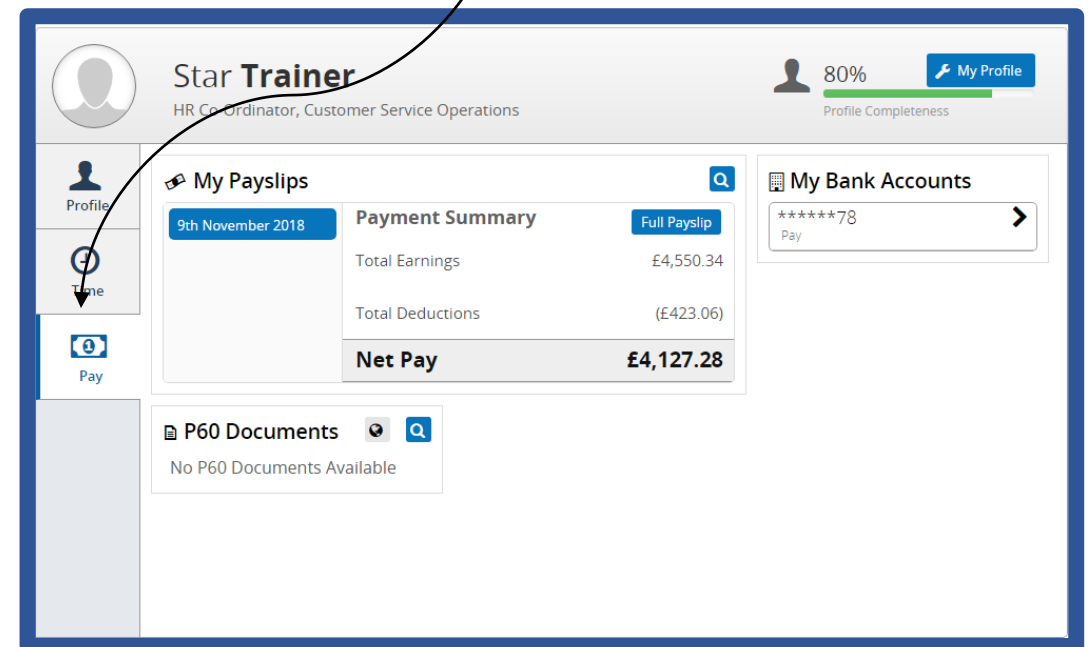 Star Trainer
HR Co-Ordinator, Customer Service Operations
80%
My Profile
Profile Completeness
Profile
Time
Pay
My Payslips
9th November 2018
Payment Summary
Full Payslip
Total Earnings £4,550.34
Total Deductions (£423.06)
Net Pay £4,127.28
My Bank Accounts
******78
Pay
P60 Documents
No P60 Documents Available